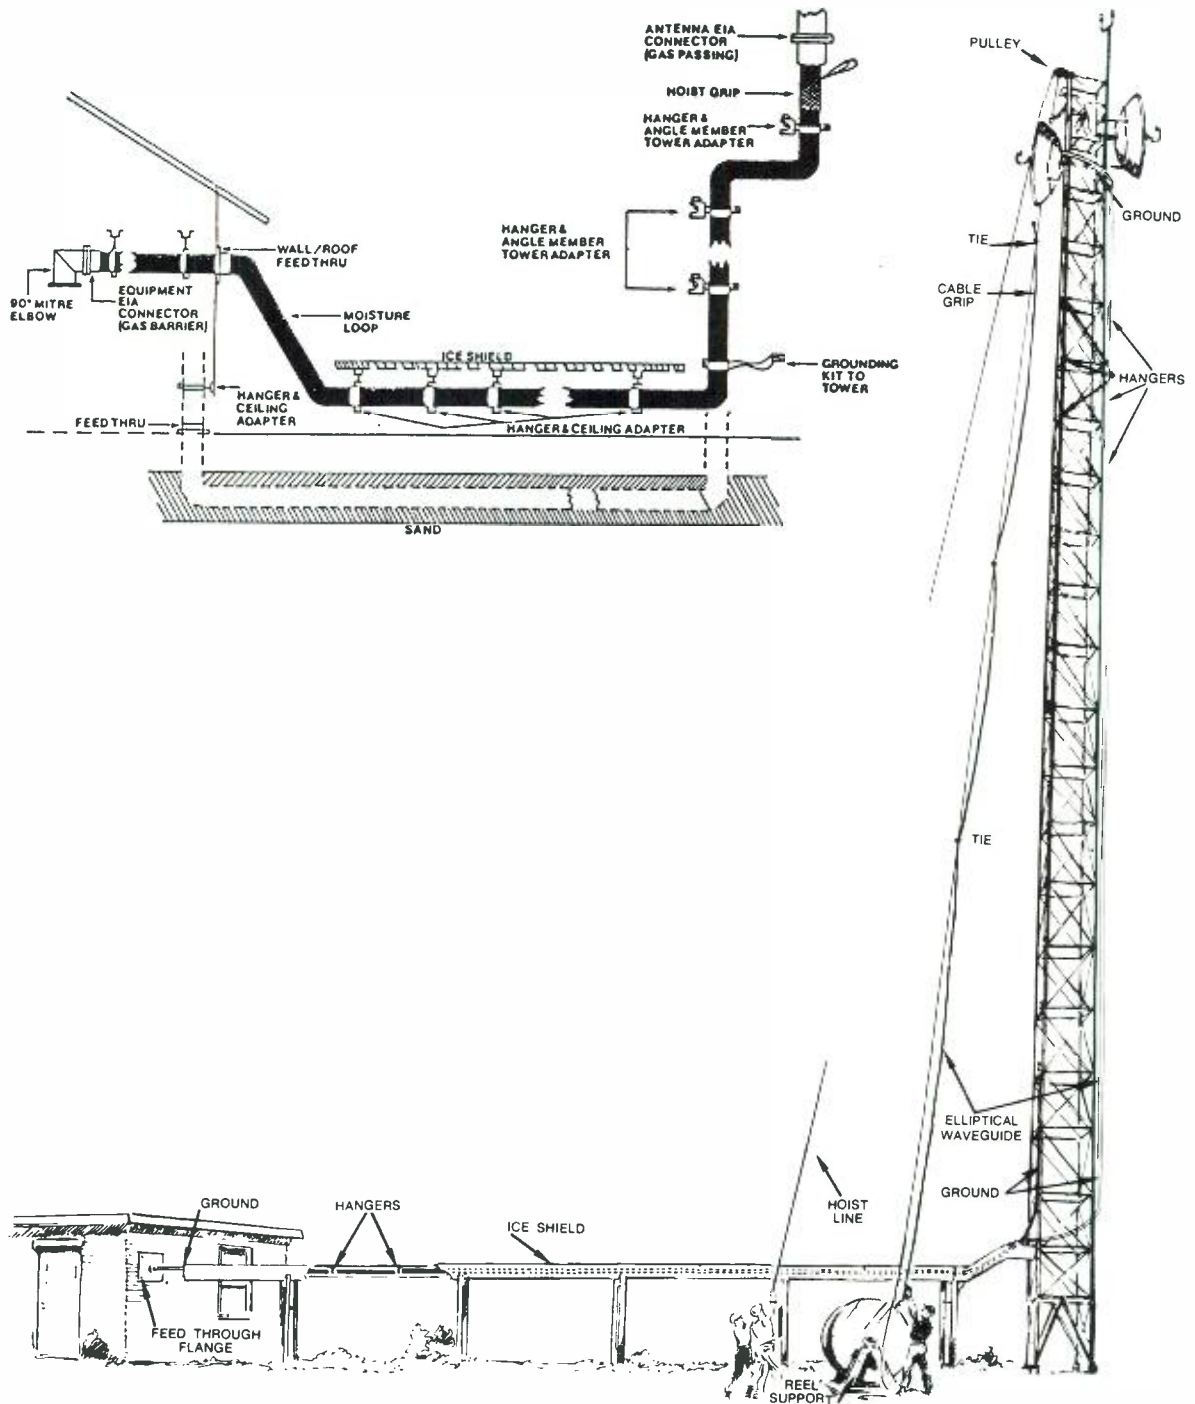 ANTENNA EIA
CONNECTOR
(GAS PASSING)
HOIST GRIP
HANGER &
ANGLE MEMBER
TOWER ADAPTER
HANGER &
ANGLE MEMBER
TOWER ADAPTER
WALL/ROOF
FEED THRU
90° MITRE
ELBOW
EQUIPMENT
EIA
CONNECTOR
(GAS BARRIER)
MOISTURE
LOOP
ICE SHIELD
GROUNDING
KIT TO
TOWER
HANGER &
CEILING
ADAPTER
FEED THRU
HANGER & CEILING ADAPTER
SAND
PULLEY
GROUND
TIE
CABLE
GRIP
HANGERS
TIE
ELLIPTICAL
WAVEGUIDE
GROUND
HOIST
LINE
GROUND
HANGERS
ICE SHIELD
FEED THROUGH
FLANGE
REEL
SUPPORT